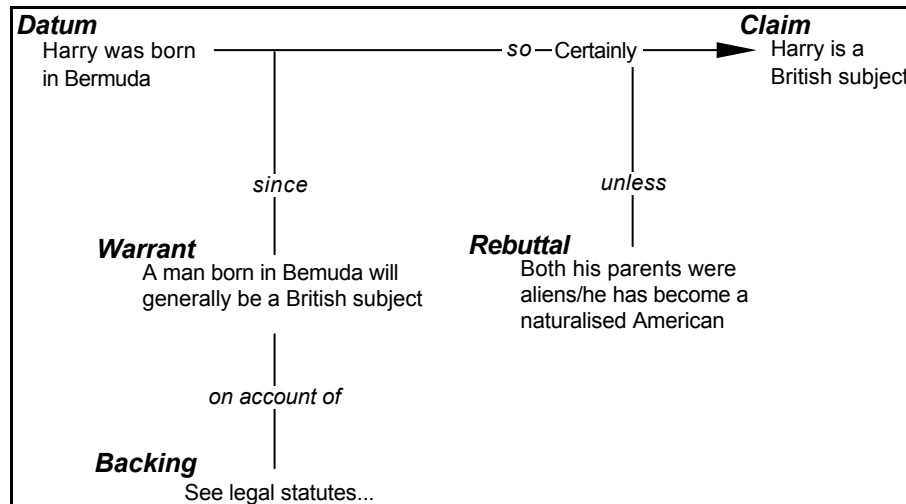 Datum
Claim
Harry was born
in Bermuda
so
Certainly
Harry is a
British subject
since
unless
Warrant
A man born in Bemuda will
generally be a British subject
Rebuttal
Both his parents were
aliens/he has become a
naturalised American
on account of
Backing
See legal statutes...